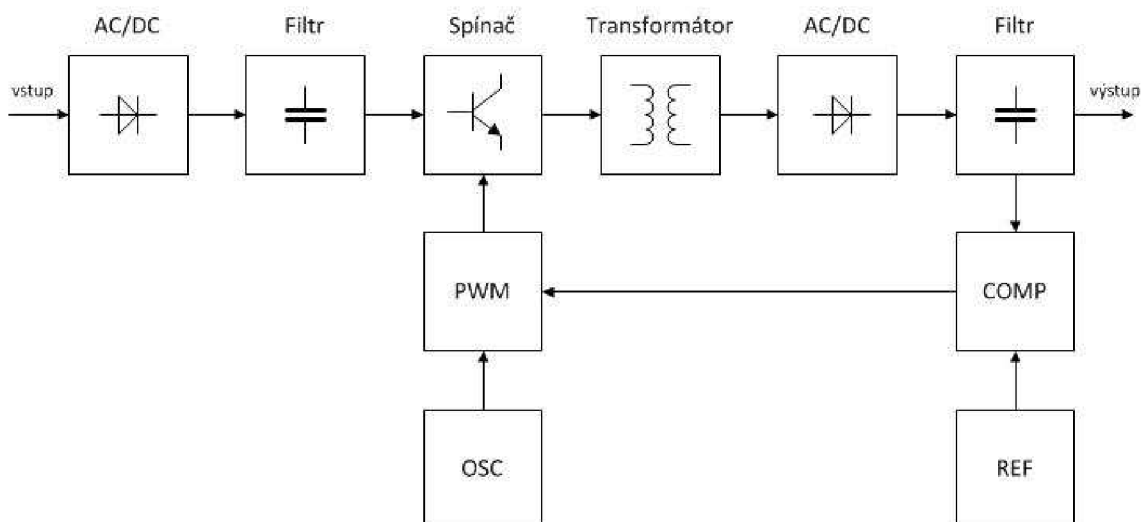 AC/DC Filtr Spínač Transformátor AC/DC Filtr
vstup
výstup
PWM
COMP
OSC
REF